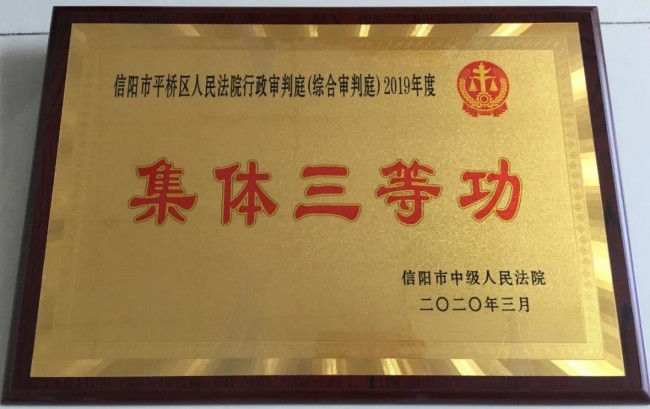 信阳市平桥区人民法院行政审判庭(综合审判庭)2019年度
集体三等功
信阳市中级人民法院
二〇二〇年三月